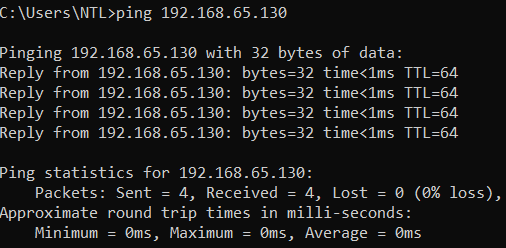 C:\Users\NTL>ping 192.168.65.130
Pinging 192.168.65.130 with 32 bytes of data:
Reply from 192.168.65.130: bytes=32 time<1ms TTL=64
Reply from 192.168.65.130: bytes=32 time<1ms TTL=64
Reply from 192.168.65.130: bytes=32 time<1ms TTL=64
Reply from 192.168.65.130: bytes=32 time<1ms TTL=64
Ping statistics for 192.168.65.130:
    Packets: Sent = 4, Received = 4, Lost = 0 (0% loss),
Approximate round trip times in milli-seconds:
    Minimum = 0ms, Maximum = 0ms, Average = 0ms